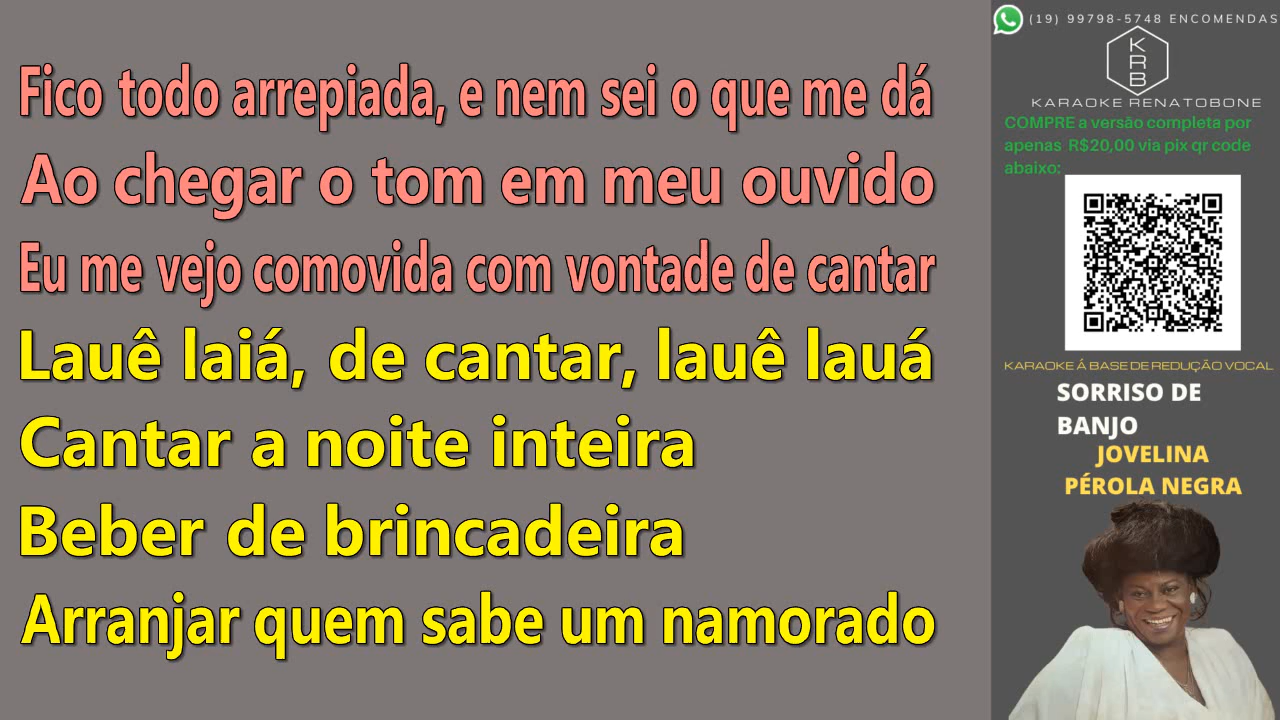 Fico todo arrepiada, e nem sei o que me dá
Ao chegar o tom em meu ouvido
Eu me vejo comovida com vontade de cantar
Lauê laiá, de cantar, lauê lauá
Cantar a noite inteira
Beber de brincadeira
Arranjar quem sabe um namorado
(19) 99798-5748 ENCOMENDAS
K
R
B
KARAOKE RENATOBONE
COMPRE a versão completa por
apenas R$20,00 via pix qr code
abaixo:
KARAOKE Á BASE DE REDUÇÃO VOCAL
SORRISO DE
BANJO
JOVELINA
PÉROLA NEGRA